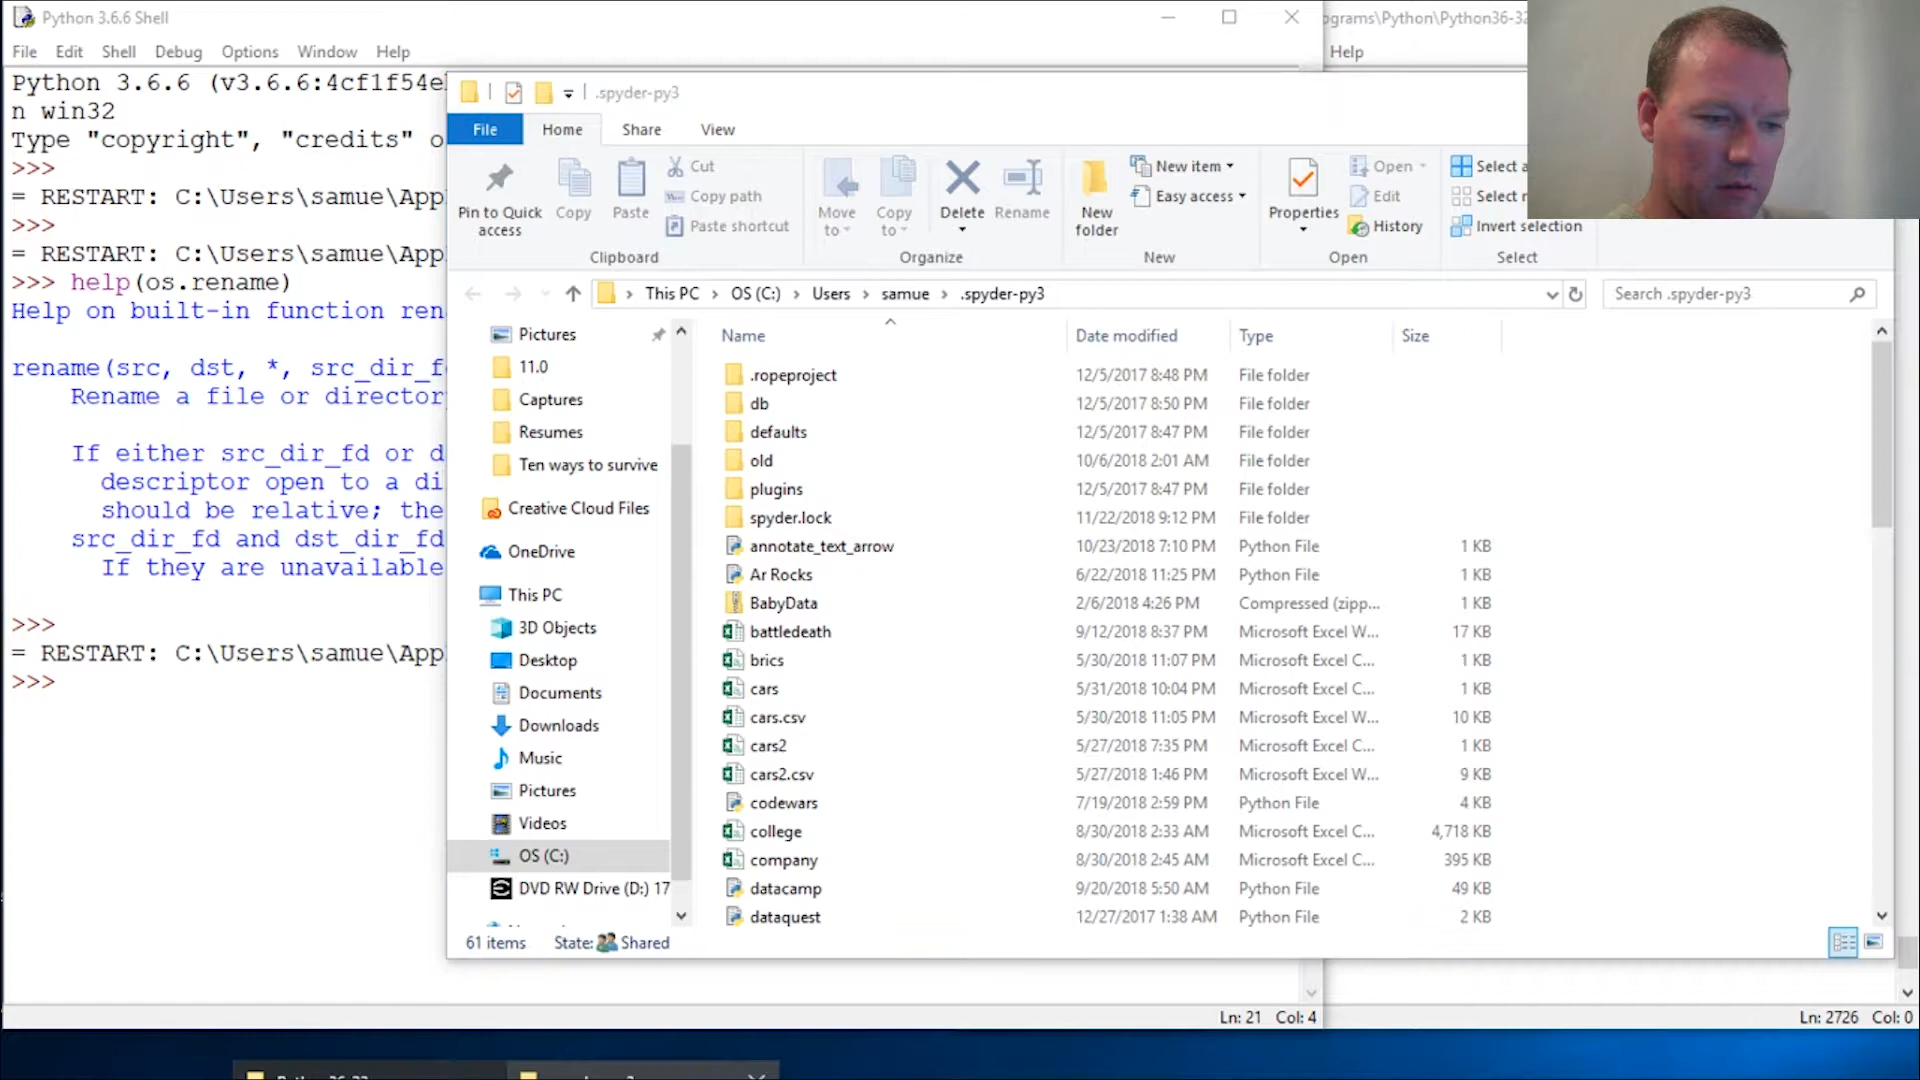 Python 3.6.6 Shell
File Edit Shell Debug Options Window Help
Python 3.6.6 (v3.6.6:4cf1f54e
n win32
Type "copyright", "credits" o
>>>
= RESTART: C:\Users\samue\App
>>>
= RESTART: C:\Users\samue\App
>>> help(os.rename)
Help on built-in function ren
rename(src, dst, *, src_dir_f
Rename a file or director
If either src_dir_fd or d
descriptor open to a di
should be relative; the
src_dir_fd and dst_dir_fd
If they are unavailable
>>>
= RESTART: C:\Users\samue\App
>>>
Ln: 21 Col: 4
ograms\Python\Python36-32
Help
Ln: 2726 Col: 0
.spyder-py3
File Home Share View
Pin to Quick access
Copy
Paste
Cut
Copy path
Paste shortcut
Clipboard
Move to
Copy to
Delete
Rename
Organize
New folder
New item
Easy access
New
Properties
Open
Edit
History
Open
Select a
Select n
Invert selection
Select
This PC › OS (C:) › Users › samue › .spyder-py3
Search .spyder-py3
Pictures
11.0
Captures
Resumes
Ten ways to survive
Creative Cloud Files
OneDrive
This PC
3D Objects
Desktop
Documents
Downloads
Music
Pictures
Videos
OS (C:)
DVD RW Drive (D:) 17
Name Date modified Type Size
.ropeproject 12/5/2017 8:48 PM File folder
db 12/5/2017 8:50 PM File folder
defaults 12/5/2017 8:47 PM File folder
old 10/6/2018 2:01 AM File folder
plugins 12/5/2017 8:47 PM File folder
spyder.lock 11/22/2018 9:12 PM File folder
annotate_text_arrow 10/23/2018 7:10 PM Python File 1 KB
Ar Rocks 6/22/2018 11:25 PM Python File 1 KB
BabyData 2/6/2018 4:26 PM Compressed (zipp... 1 KB
battledeath 9/12/2018 8:37 PM Microsoft Excel W... 17 KB
brics 5/30/2018 11:07 PM Microsoft Excel C... 1 KB
cars 5/31/2018 10:04 PM Microsoft Excel C... 1 KB
cars.csv 5/30/2018 11:05 PM Microsoft Excel W... 10 KB
cars2 5/27/2018 7:35 PM Microsoft Excel C... 1 KB
cars2.csv 5/27/2018 1:46 PM Microsoft Excel W... 9 KB
codewars 7/19/2018 2:59 PM Python File 4 KB
college 8/30/2018 2:33 AM Microsoft Excel C... 4,718 KB
company 8/30/2018 2:45 AM Microsoft Excel C... 395 KB
datacamp 9/20/2018 5:50 AM Python File 49 KB
dataquest 12/27/2017 1:38 AM Python File 2 KB
61 items State: Shared